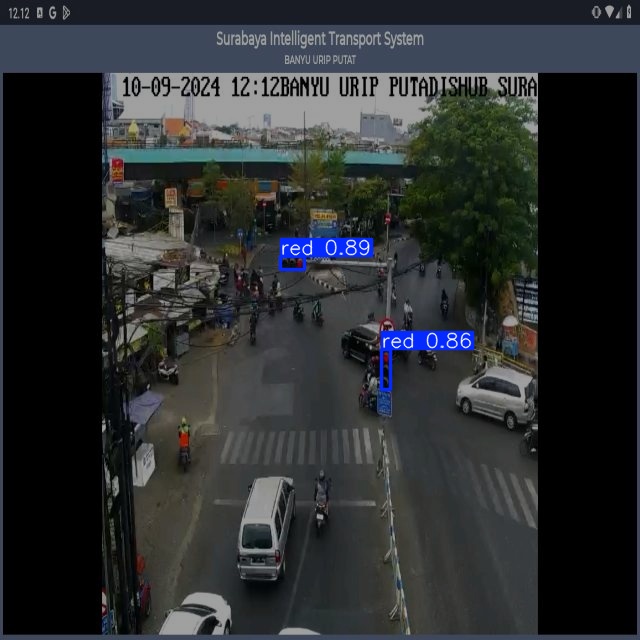 12.12
Surabaya Intelligent Transport System
BANYU URIP PUTAT
10-09-2024 12:12BANYU URIP PUTADISHUB SURA
red 0.89
red 0.86